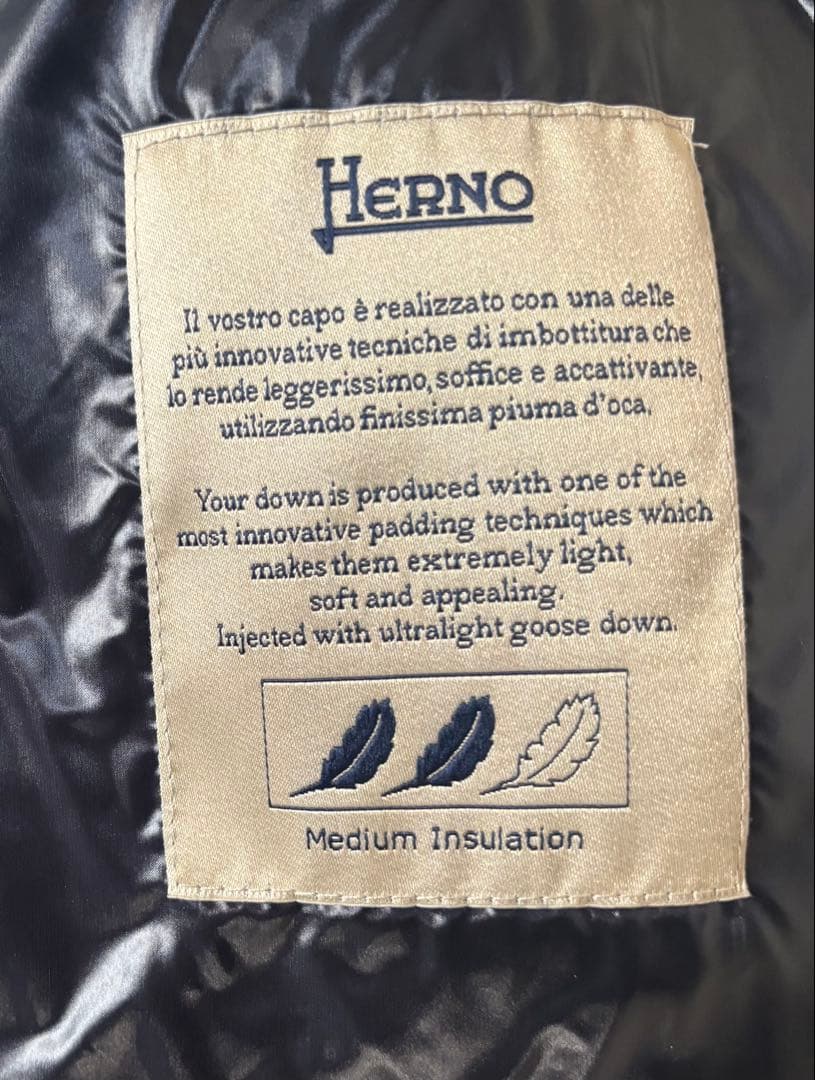 HERNO
Il vostro capo è realizzato con una delle
più innovative tecniche di imbottitura che
lo rende leggerissimo, soffice e accattivante,
utilizzando finissima piuma d'oca.
Your down is produced with one of the
most innovative padding techniques which
makes them extremely light,
soft and appealing.
Injected with ultralight goose down.
Medium Insulation